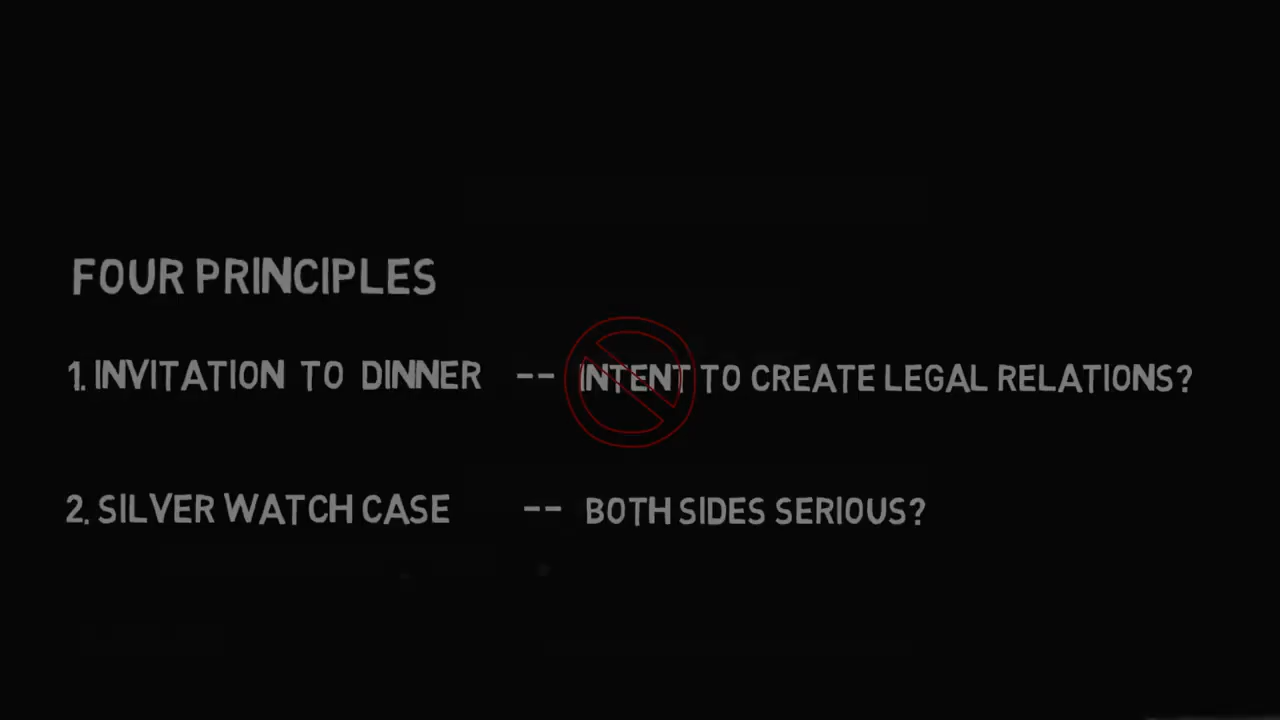 FOUR PRINCIPLES
1. INVITATION TO DINNER -- INTENT TO CREATE LEGAL RELATIONS?
2. SILVER WATCH CASE -- BOTH SIDES SERIOUS?